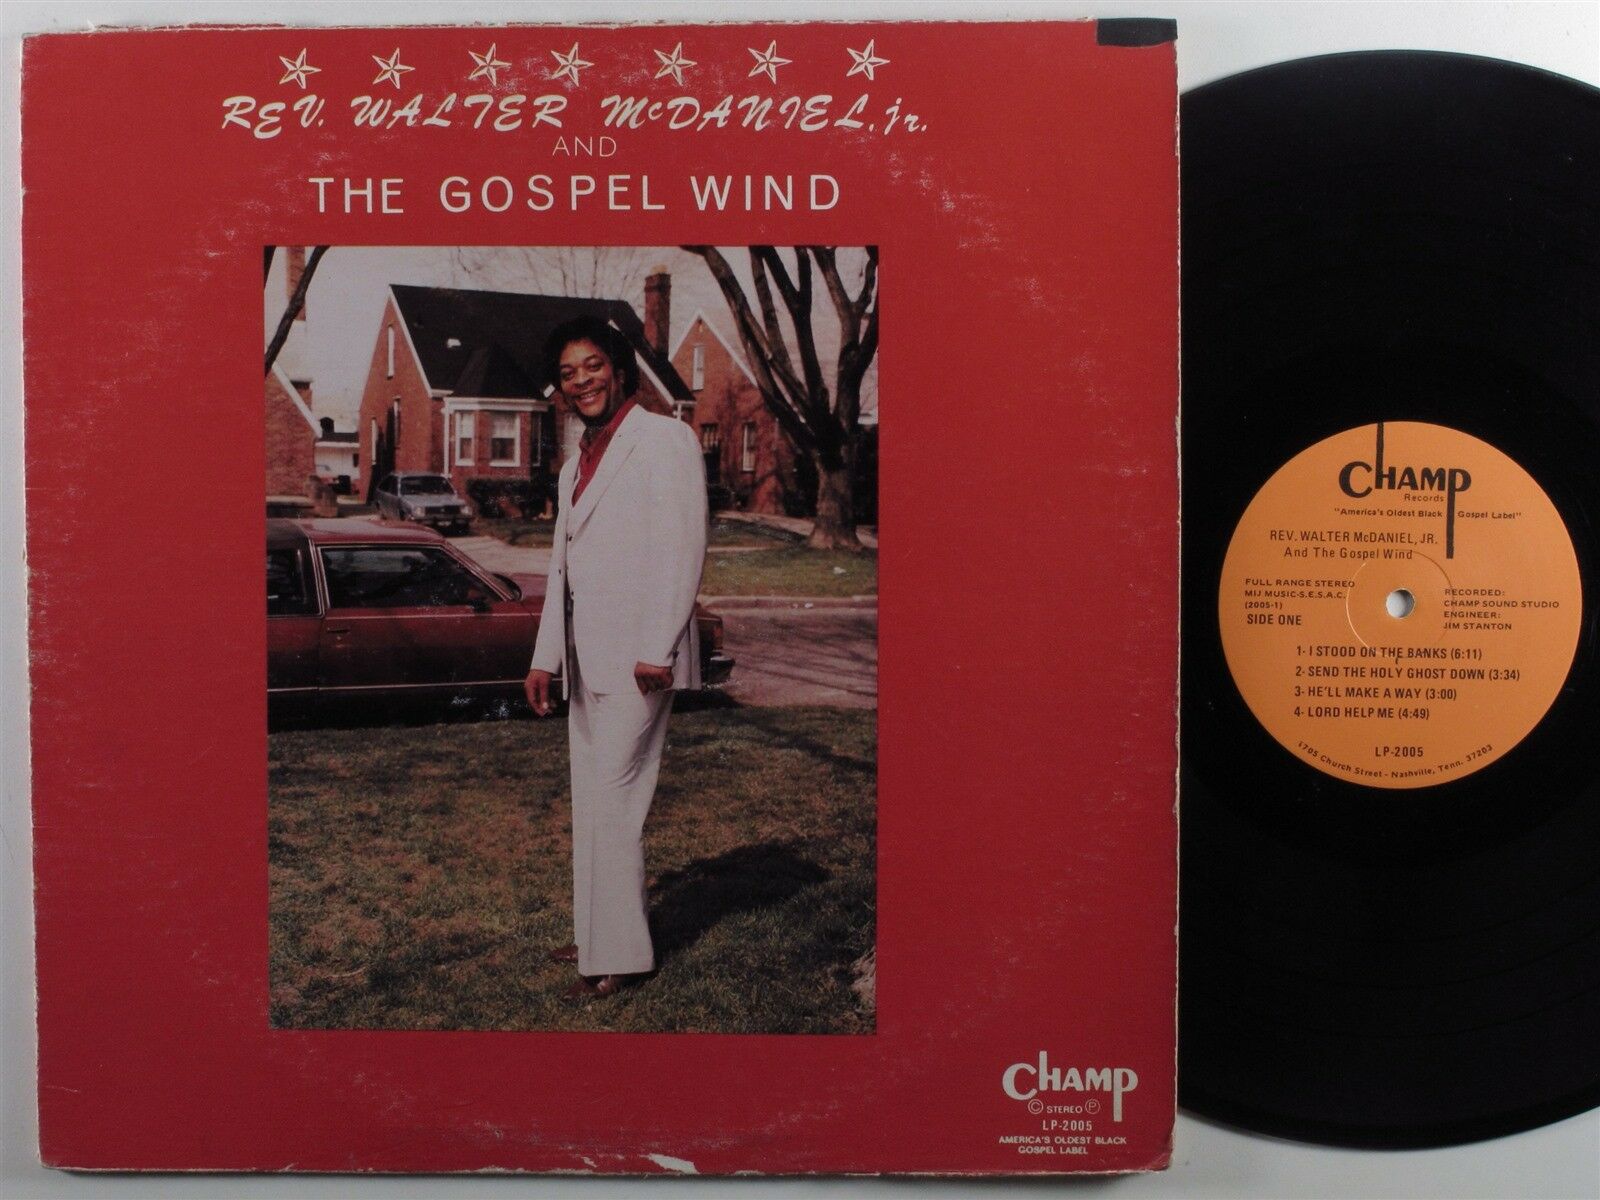 REV. WALTER McDANIEL, jr.
AND
THE GOSPEL WIND
CHAMP
© STEREO ℗
LP-2005
AMERICA'S OLDEST BLACK
GOSPEL LABEL
CHAMP
Records
"America's Oldest Black Gospel Label"
REV. WALTER McDANIEL, JR.
And The Gospel Wind
FULL RANGE STEREO
MIJ MUSIC-S.E.S.A.C.
(2005-1)
SIDE ONE
RECORDED:
CHAMP SOUND STUDIO
ENGINEER:
JIM STANTON
1- I STOOD ON THE BANKS (6:11)
2- SEND THE HOLY GHOST DOWN (3:34)
3- HE'LL MAKE A WAY (3:00)
4- LORD HELP ME (4:49)
LP-2005
1705 Church Street - Nashville, Tenn. 37203